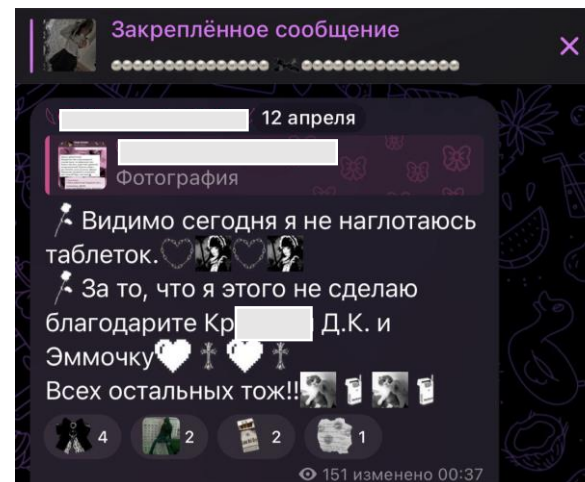 Закреплённое сообщение
12 апреля
Фотография
Видимо сегодня я не наглотаюсь
таблеток.
За то, что я этого не сделаю
благодарите Кр Д.К. и
Эммочку
Всех остальных тож!!
4 2 2 1
151 изменено 00:37